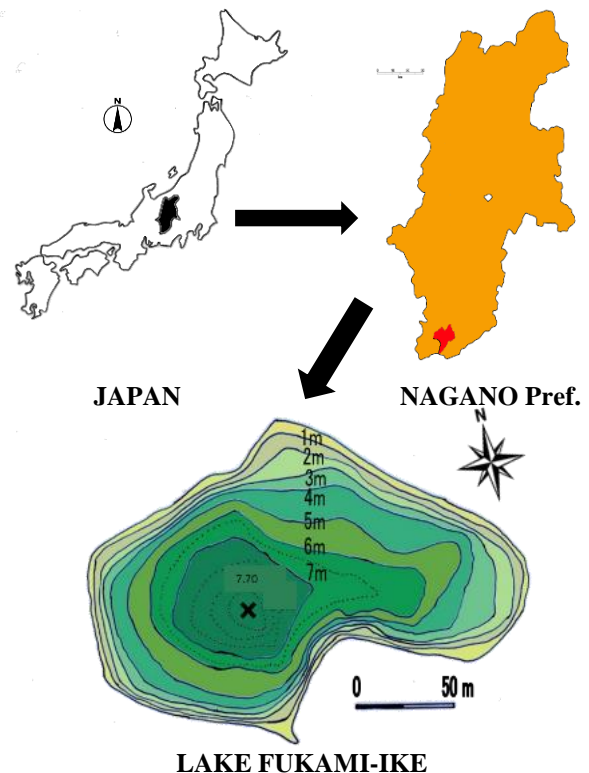 N
JAPAN
NAGANO Pref.
N
1m
2m
3m
4m
5m
6m
7m
7.70
0 50 m
LAKE FUKAMI-IKE